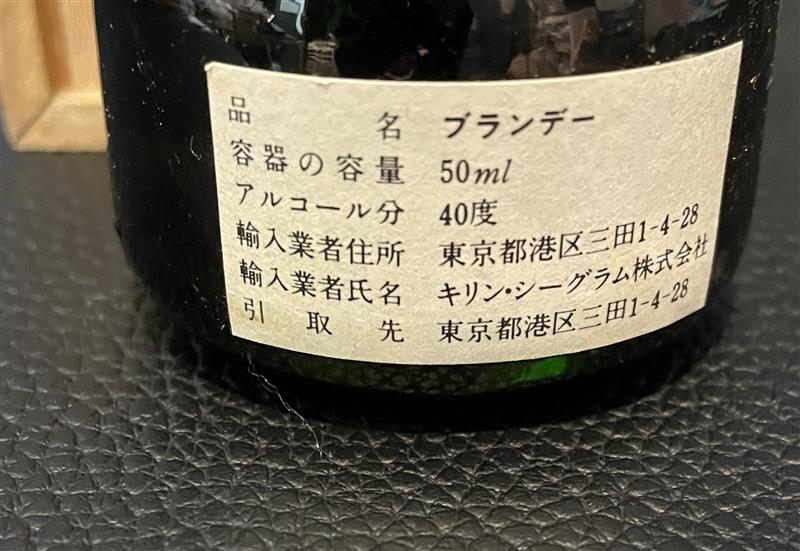 品名 ブランデー
容器の容量 50ml
アルコール分 40度
輸入業者住所 東京都港区三田1-4-28
輸入業者氏名 キリン・シーグラム株式会社
引取先 東京都港区三田1-4-28